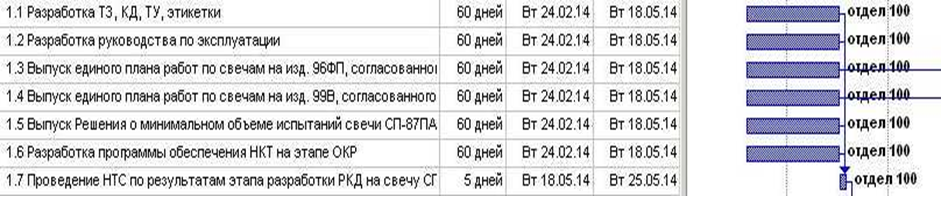 1.1 Разработка ТЗ, КД, ТУ, этикетки 60 дней Вт 24.02.14 Вт 18.05.14 отдел 100
1.2 Разработка руководства по эксплуатации 60 дней Вт 24.02.14 Вт 18.05.14 отдел 100
1.3 Выпуск единого плана работ по свечам на изд. 96ФП, согласованног 60 дней Вт 24.02.14 Вт 18.05.14 отдел 100
1.4 Выпуск единого плана работ по свечам на изд. 99В, согласованного 60 дней Вт 24.02.14 Вт 18.05.14 отдел 100
1.5 Выпуск Решения о минимальном объеме испытаний свечи СП-87ПА 60 дней Вт 24.02.14 Вт 18.05.14 отдел 100
1.6 Разработка программы обеспечения НКТ на этапе ОКР 60 дней Вт 24.02.14 Вт 18.05.14 отдел 100
1.7 Проведение НТС по результатам этапа разработки РКД на свечу СГ 5 дней Вт 18.05.14 Вт 25.05.14 отдел 100